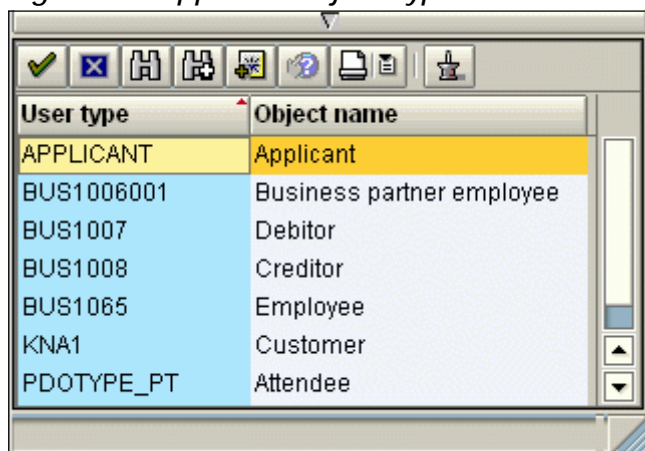 User type Object name
APPLICANT Applicant
BUS1006001 Business partner employee
BUS1007 Debitor
BUS1008 Creditor
BUS1065 Employee
KNA1 Customer
PDOTYPE_PT Attendee